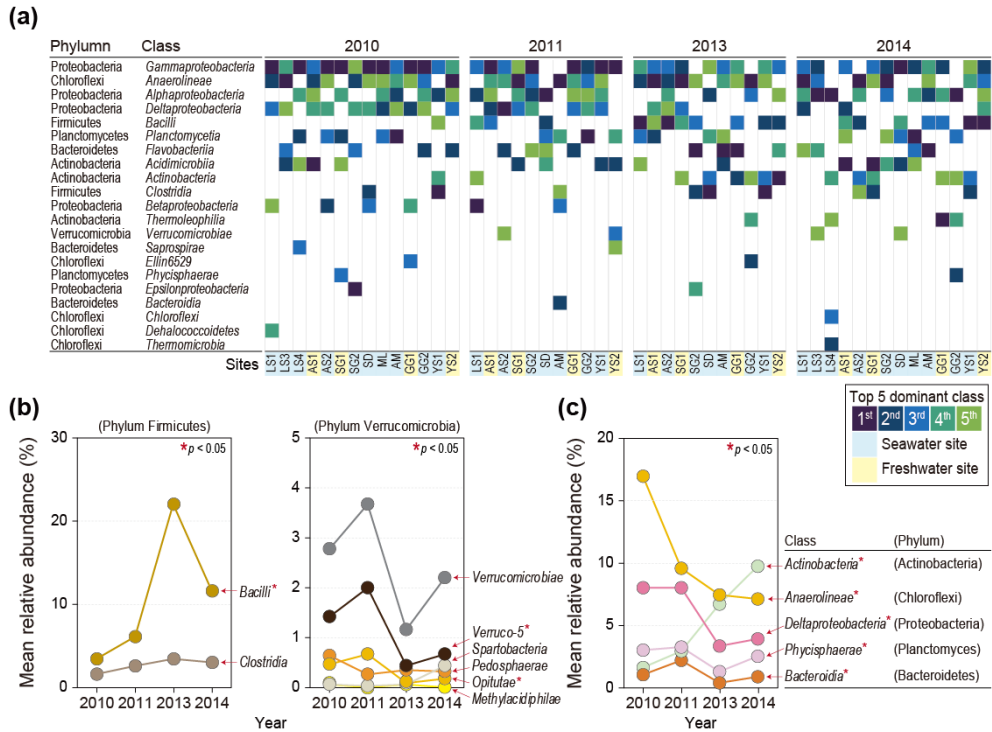 (a)
Phylumn Class 2010 2011 2013 2014
Proteobacteria Gammaproteobacteria
Chloroflexi Anaerolineae
Proteobacteria Alphaproteobacteria
Proteobacteria Deltaproteobacteria
Firmicutes Bacilli
Planctomycetes Planctomycetia
Bacteroidetes Flavobacteriia
Actinobacteria Acidimicrobiia
Actinobacteria Actinobacteria
Firmicutes Clostridia
Proteobacteria Betaproteobacteria
Actinobacteria Thermoleophilia
Verrucomicrobia Verrucomicrobiae
Bacteroidetes Saprospirae
Chloroflexi Ellin6529
Planctomycetes Phycisphaerae
Proteobacteria Epsilonproteobacteria
Bacteroidetes Bacteroidia
Chloroflexi Chloroflexi
Chloroflexi Dehalococcoidetes
Chloroflexi Thermomicrobia
Sites LS1 LS3 LS4 AS1 AS2 SG1 SG2 SD ML AM GG1 GG2 YS1 YS2 LS1 AS1 AS2 SG1 SG2 SD AM GG1 GG2 YS1 YS2 LS1 AS1 AS2 SG1 SG2 SD AM GG1 GG2 YS1 YS2 LS1 LS3 LS4 AS1 AS2 SG1 SG2 SD ML AM GG1 GG2 YS1 YS2
Top 5 dominant class
1st 2nd 3rd 4th 5th
Seawater site
Freshwater site
(b)
(Phylum Firmicutes)
*p < 0.05
Mean relative abundance (%)
30
20
10
0
Bacilli*
Clostridia
2010 2011 2013 2014
(Phylum Verrucomicrobia)
*p < 0.05
5
4
3
2
1
0
Verrucomicrobiae
Verruco-5*
Spartobacteria
Pedosphaerae
Opitutae*
Methylacidiphilae
2010 2011 2013 2014
Year
(c)
*p < 0.05
Mean relative abundance (%)
20
15
10
5
0
2010 2011 2013 2014
Year
Class (Phylum)
Actinobacteria* (Actinobacteria)
Anaerolineae* (Chloroflexi)
Deltaproteobacteria* (Proteobacteria)
Phycisphaerae* (Planctomyces)
Bacteroidia* (Bacteroidetes)